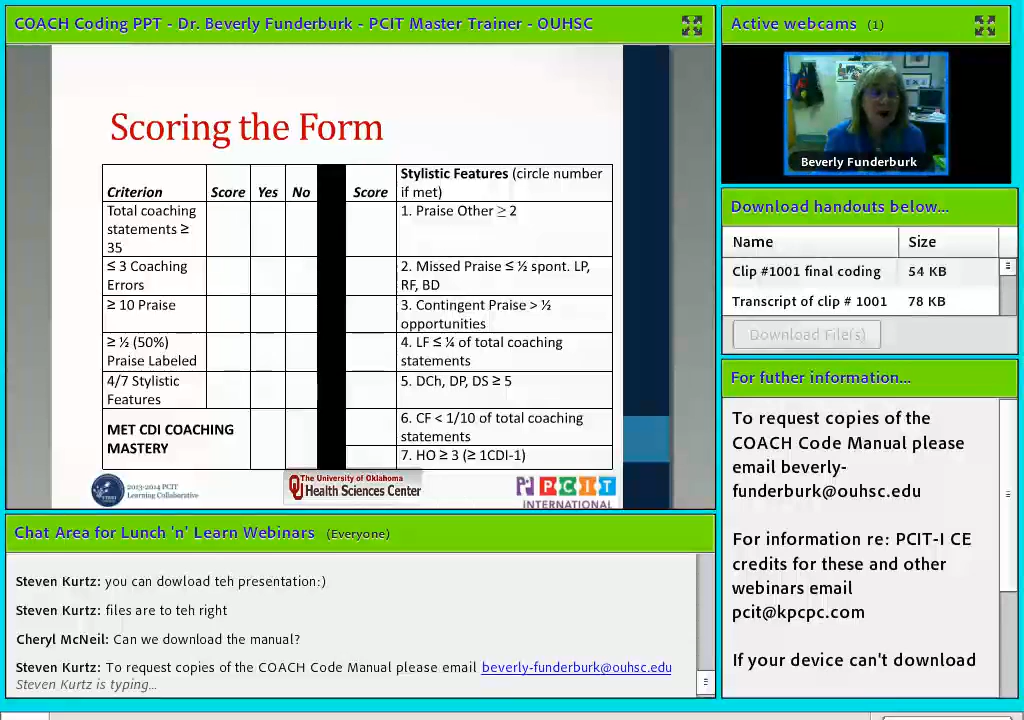 COACH Coding PPT - Dr. Beverly Funderburk - PCIT Master Trainer - OUHSC
Scoring the Form
Criterion Score Yes No Score Stylistic Features (circle number
if met)
Total coaching
statements ≥
35
1. Praise Other ≥ 2
≤ 3 Coaching
Errors
2. Missed Praise ≤ ½ spont. LP,
RF, BD
≥ 10 Praise
3. Contingent Praise > ½
opportunities
≥ ½ (50%)
Praise Labeled
4. LF ≤ ¼ of total coaching
statements
4/7 Stylistic
Features
5. DCh, DP, DS ≥ 5
MET CDI COACHING
MASTERY
6. CF < 1/10 of total coaching
statements
7. HO ≥ 3 (≥ 1CDI-1)
2013-2014 PCIT
Learning Collaborative
The University of Oklahoma
Health Sciences Center
PCIT
INTERNATIONAL
Active webcams (1)
Beverly Funderburk
Download handouts below...
Name Size
Clip #1001 final coding 54 KB
Transcript of clip # 1001 78 KB
Download File(s)
For futher information...
To request copies of the
COACH Code Manual please
email beverly-
funderburk@ouhsc.edu
For information re: PCIT-I CE
credits for these and other
webinars email
pcit@kpcpc.com
If your device can't download
Chat Area for Lunch 'n' Learn Webinars (Everyone)
Steven Kurtz: you can dowload teh presentation:)
Steven Kurtz: files are to teh right
Cheryl McNeil: Can we download the manual?
Steven Kurtz: To request copies of the COACH Code Manual please email beverly-funderburk@ouhsc.edu
Steven Kurtz is typing...